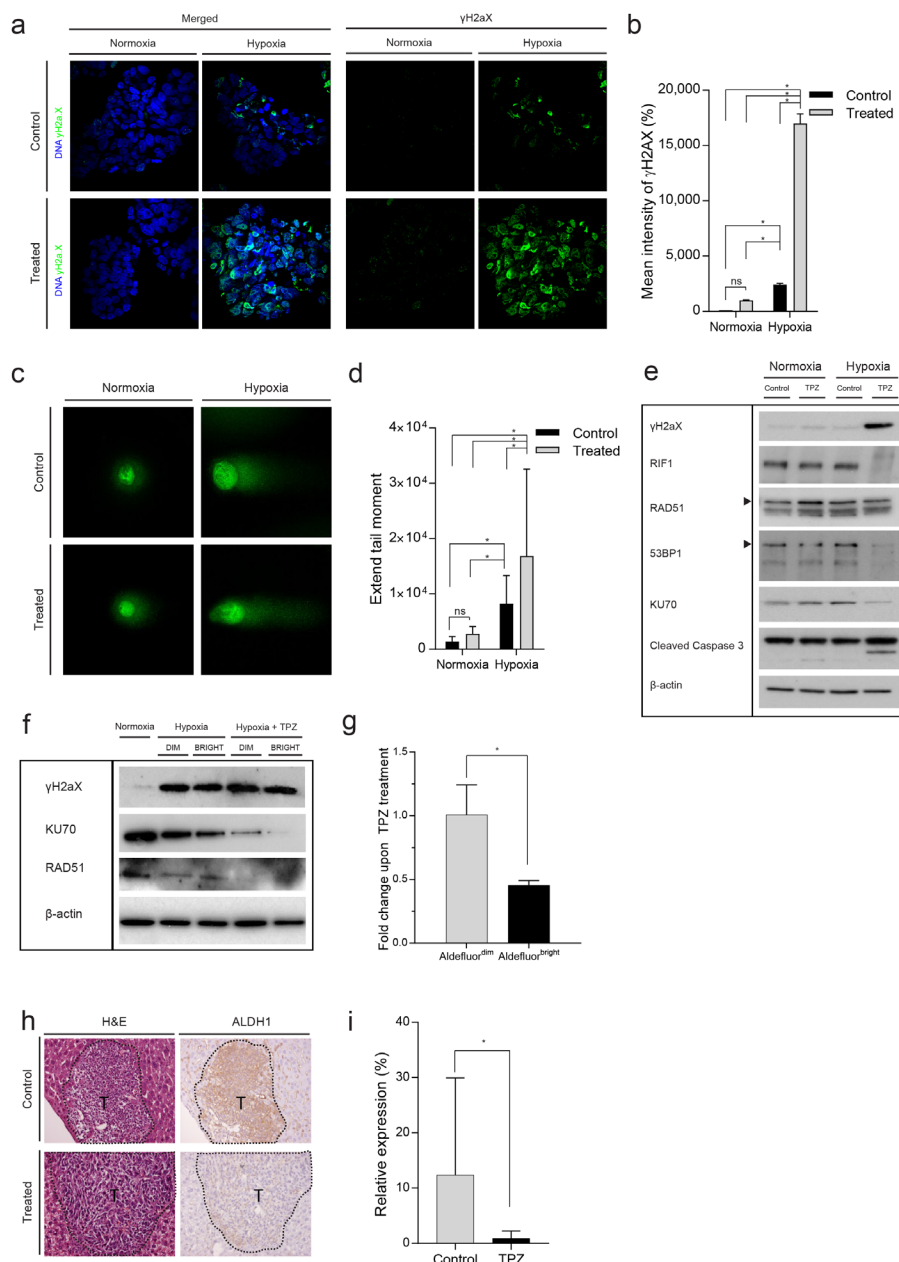 a
Merged
γH2aX
Normoxia
Hypoxia
Normoxia
Hypoxia
Control
DNA γH2a.X
Treated
DNA γH2a X
b
Mean intensity of γH2AX (%)
20,000
15,000
10,000
5,000
0
*
*
*
*
*
ns
Control
Treated
Normoxia Hypoxia
c
Normoxia
Hypoxia
Control
Treated
d
Extend tail moment
4×10⁴
3×10⁴
2×10⁴
1×10⁴
0
*
*
*
*
*
ns
Control
Treated
Normoxia Hypoxia
e
Normoxia Hypoxia
Control TPZ Control TPZ
γH2aX
RIF1
RAD51
53BP1
KU70
Cleaved Caspase 3
β-actin
f
Normoxia Hypoxia Hypoxia + TPZ
DIM BRIGHT DIM BRIGHT
γH2aX
KU70
RAD51
β-actin
g
Fold change upon TPZ treatment
1.5
1.0
0.5
0.0
*
Aldefluorᵈⁱᵐ Aldefluorᵇʳⁱᵍʰᵗ
h
H&E
ALDH1
Control
T
T
Treated
T
T
i
Relative expression (%)
40
30
20
10
0
*
Control TPZ